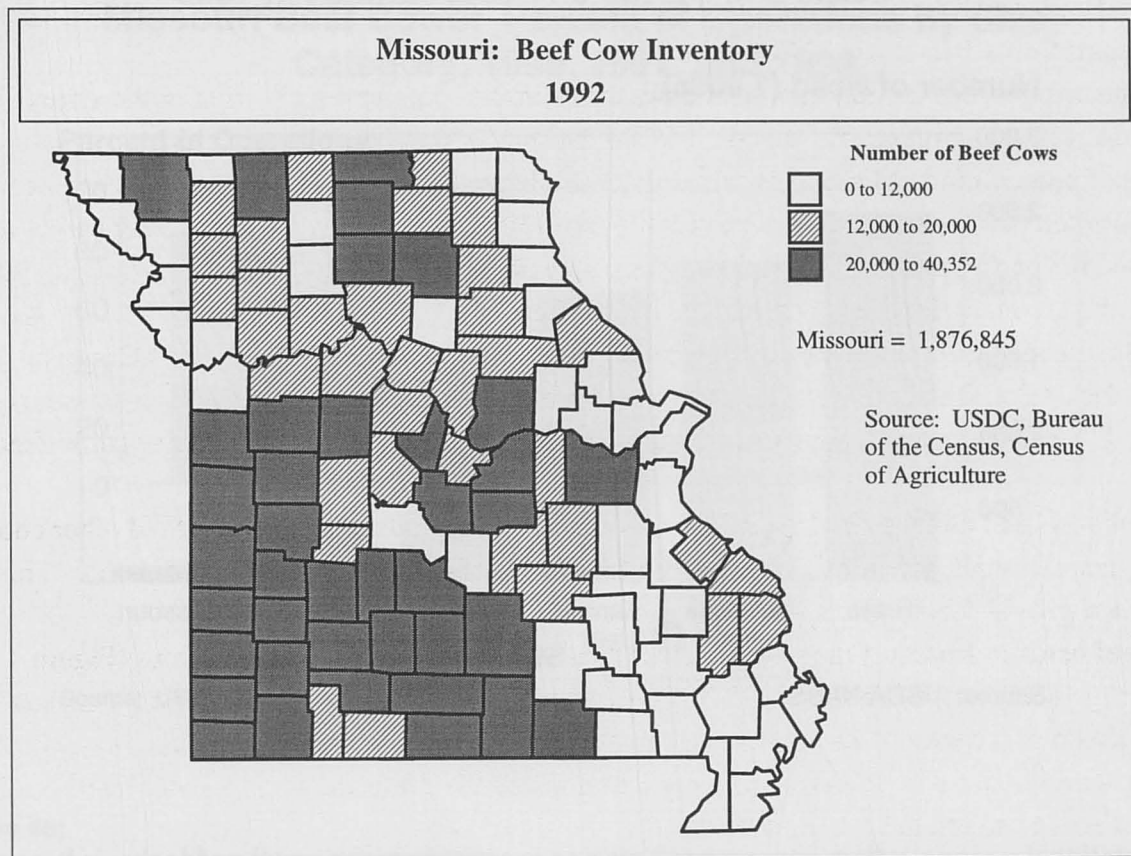 Missouri: Beef Cow Inventory
1992
Number of Beef Cows
0 to 12,000
12,000 to 20,000
20,000 to 40,352
Missouri = 1,876,845
Source: USDC, Bureau
of the Census, Census
of Agriculture